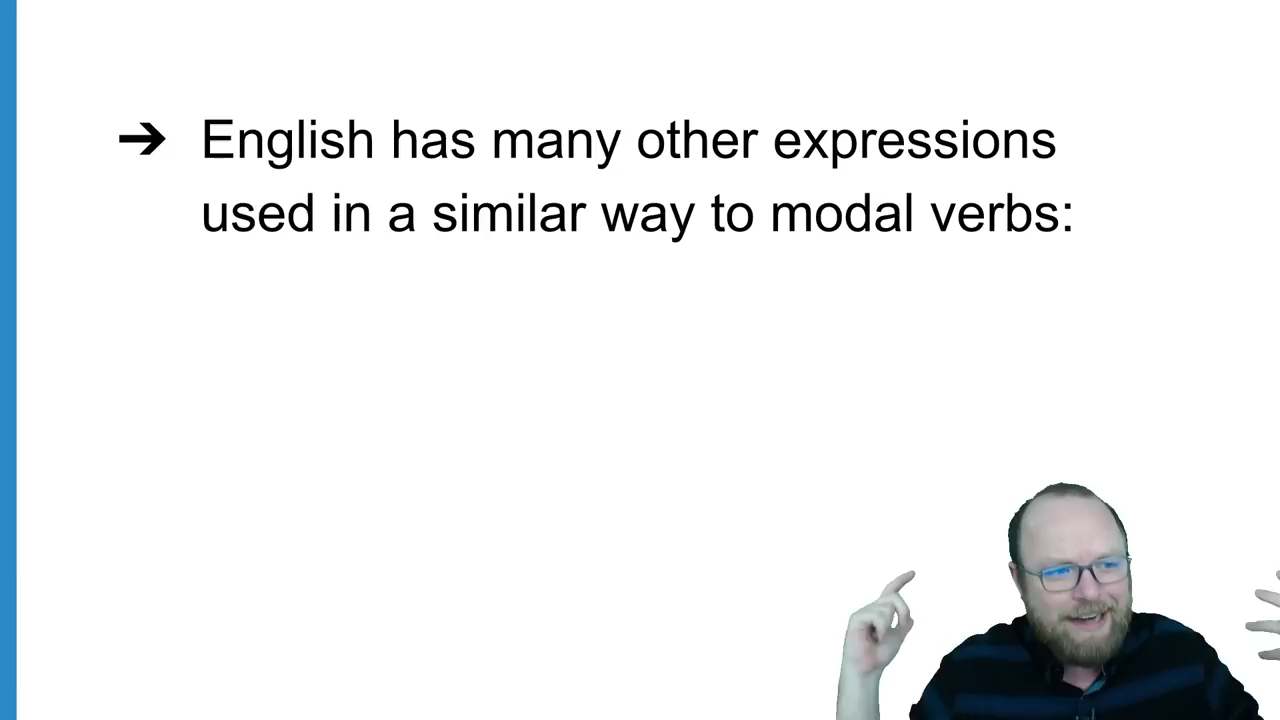 ➔ English has many other expressions
used in a similar way to modal verbs: